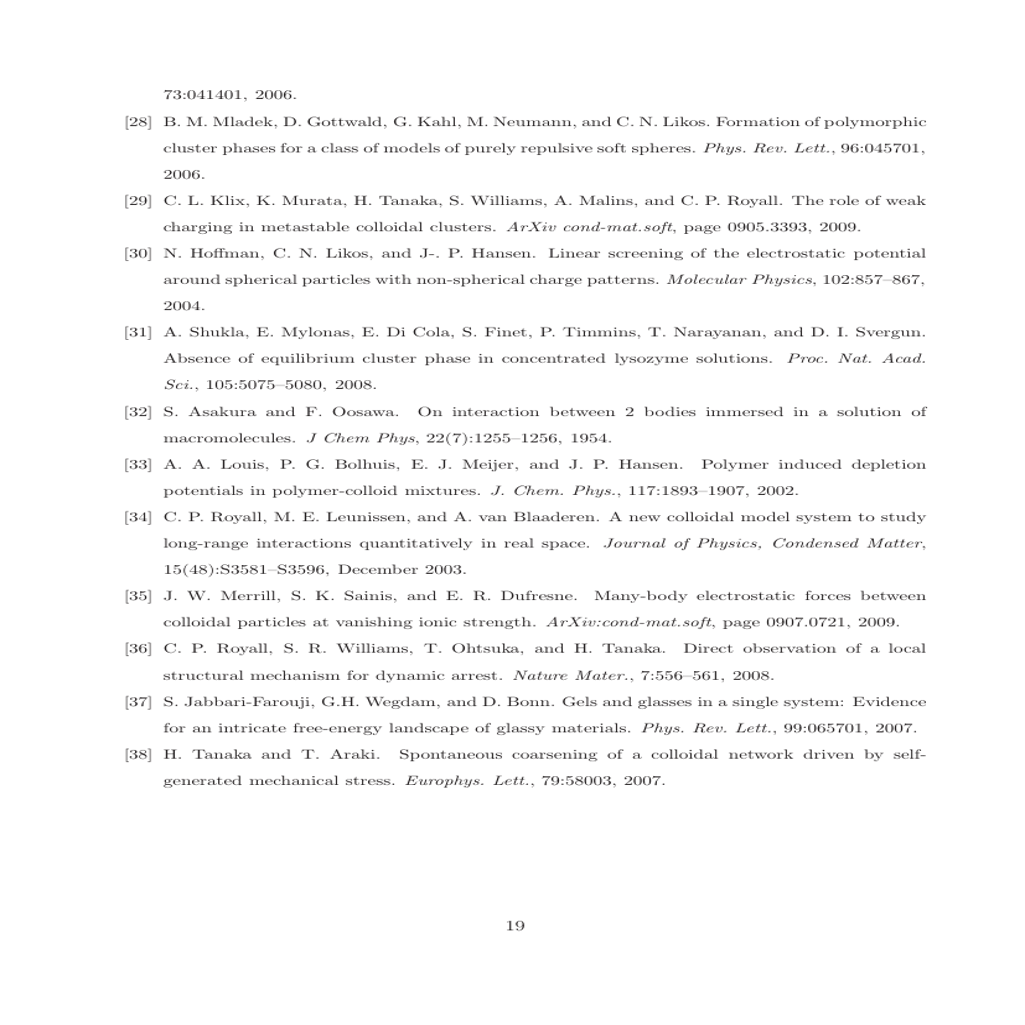 73:041401, 2006.
[28] B. M. Mladek, D. Gottwald, G. Kahl, M. Neumann, and C. N. Likos. Formation of polymorphic
cluster phases for a class of models of purely repulsive soft spheres. Phys. Rev. Lett., 96:045701,
2006.
[29] C. L. Klix, K. Murata, H. Tanaka, S. Williams, A. Malins, and C. P. Royall. The role of weak
charging in metastable colloidal clusters. ArXiv cond-mat.soft, page 0905.3393, 2009.
[30] N. Hoffman, C. N. Likos, and J-. P. Hansen. Linear screening of the electrostatic potential
around spherical particles with non-spherical charge patterns. Molecular Physics, 102:857–867,
2004.
[31] A. Shukla, E. Mylonas, E. Di Cola, S. Finet, P. Timmins, T. Narayanan, and D. I. Svergun.
Absence of equilibrium cluster phase in concentrated lysozyme solutions. Proc. Nat. Acad.
Sci., 105:5075–5080, 2008.
[32] S. Asakura and F. Oosawa. On interaction between 2 bodies immersed in a solution of
macromolecules. J Chem Phys, 22(7):1255–1256, 1954.
[33] A. A. Louis, P. G. Bolhuis, E. J. Meijer, and J. P. Hansen. Polymer induced depletion
potentials in polymer-colloid mixtures. J. Chem. Phys., 117:1893–1907, 2002.
[34] C. P. Royall, M. E. Leunissen, and A. van Blaaderen. A new colloidal model system to study
long-range interactions quantitatively in real space. Journal of Physics, Condensed Matter,
15(48):S3581–S3596, December 2003.
[35] J. W. Merrill, S. K. Sainis, and E. R. Dufresne. Many-body electrostatic forces between
colloidal particles at vanishing ionic strength. ArXiv:cond-mat.soft, page 0907.0721, 2009.
[36] C. P. Royall, S. R. Williams, T. Ohtsuka, and H. Tanaka. Direct observation of a local
structural mechanism for dynamic arrest. Nature Mater., 7:556–561, 2008.
[37] S. Jabbari-Farouji, G.H. Wegdam, and D. Bonn. Gels and glasses in a single system: Evidence
for an intricate free-energy landscape of glassy materials. Phys. Rev. Lett., 99:065701, 2007.
[38] H. Tanaka and T. Araki. Spontaneous coarsening of a colloidal network driven by self-
generated mechanical stress. Europhys. Lett., 79:58003, 2007.
19